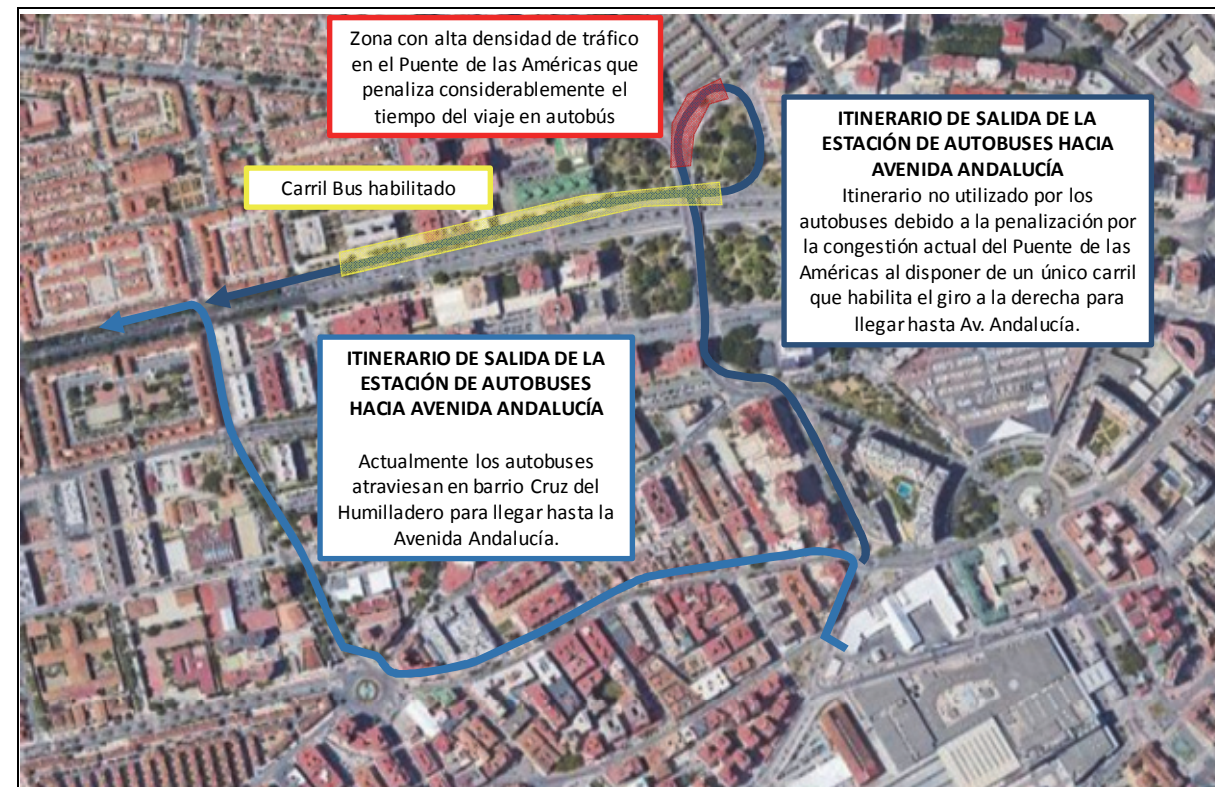 Zona con alta densidad de tráfico
en el Puente de las Américas que
penaliza considerablemente el
tiempo del viaje en autobús
Carril Bus habilitado
ITINERARIO DE SALIDA DE LA
ESTACIÓN DE AUTOBUSES HACIA
AVENIDA ANDALUCÍA
Itinerario no utilizado por los
autobuses debido a la penalización por
la congestión actual del Puente de las
Américas al disponer de un único carril
que habilita el giro a la derecha para
llegar hasta Av. Andalucía.
ITINERARIO DE SALIDA DE LA
ESTACIÓN DE AUTOBUSES
HACIA AVENIDA ANDALUCÍA
Actualmente los autobuses
atraviesan en barrio Cruz del
Humilladero para llegar hasta la
Avenida Andalucía.